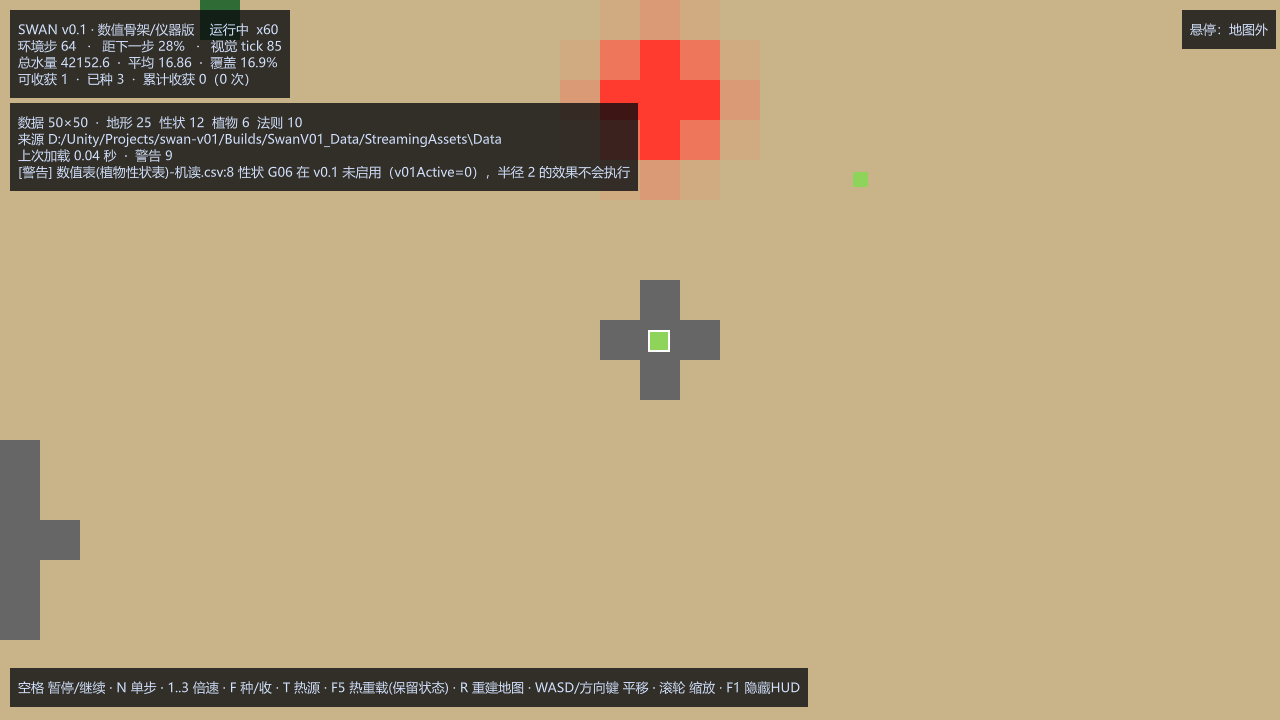 SWAN v0.1 · 数值骨架/仪器版    运行中  x60
环境步 64   ·   距下一步 28%   ·   视觉 tick 85
总水量 42152.6  ·  平均 16.86  ·  覆盖 16.9%
可收获 1  ·  已种 3  ·  累计收获 0（0 次）
数据 50×50  ·  地形 25  性状 12  植物 6  法则 10
来源 D:/Unity/Projects/swan-v01/Builds/SwanV01_Data/StreamingAssets\Data
上次加载 0.04 秒  ·  警告 9
[警告] 数值表(植物性状表)-机读.csv:8 性状 G06 在 v0.1 未启用（v01Active=0），半径 2 的效果不会执行
悬停：地图外
空格 暂停/继续 · N 单步 · 1..3 倍速 · F 种/收 · T 热源 · F5 热重载(保留状态) · R 重建地图 · WASD/方向键 平移 · 滚轮 缩放 · F1 隐藏HUD